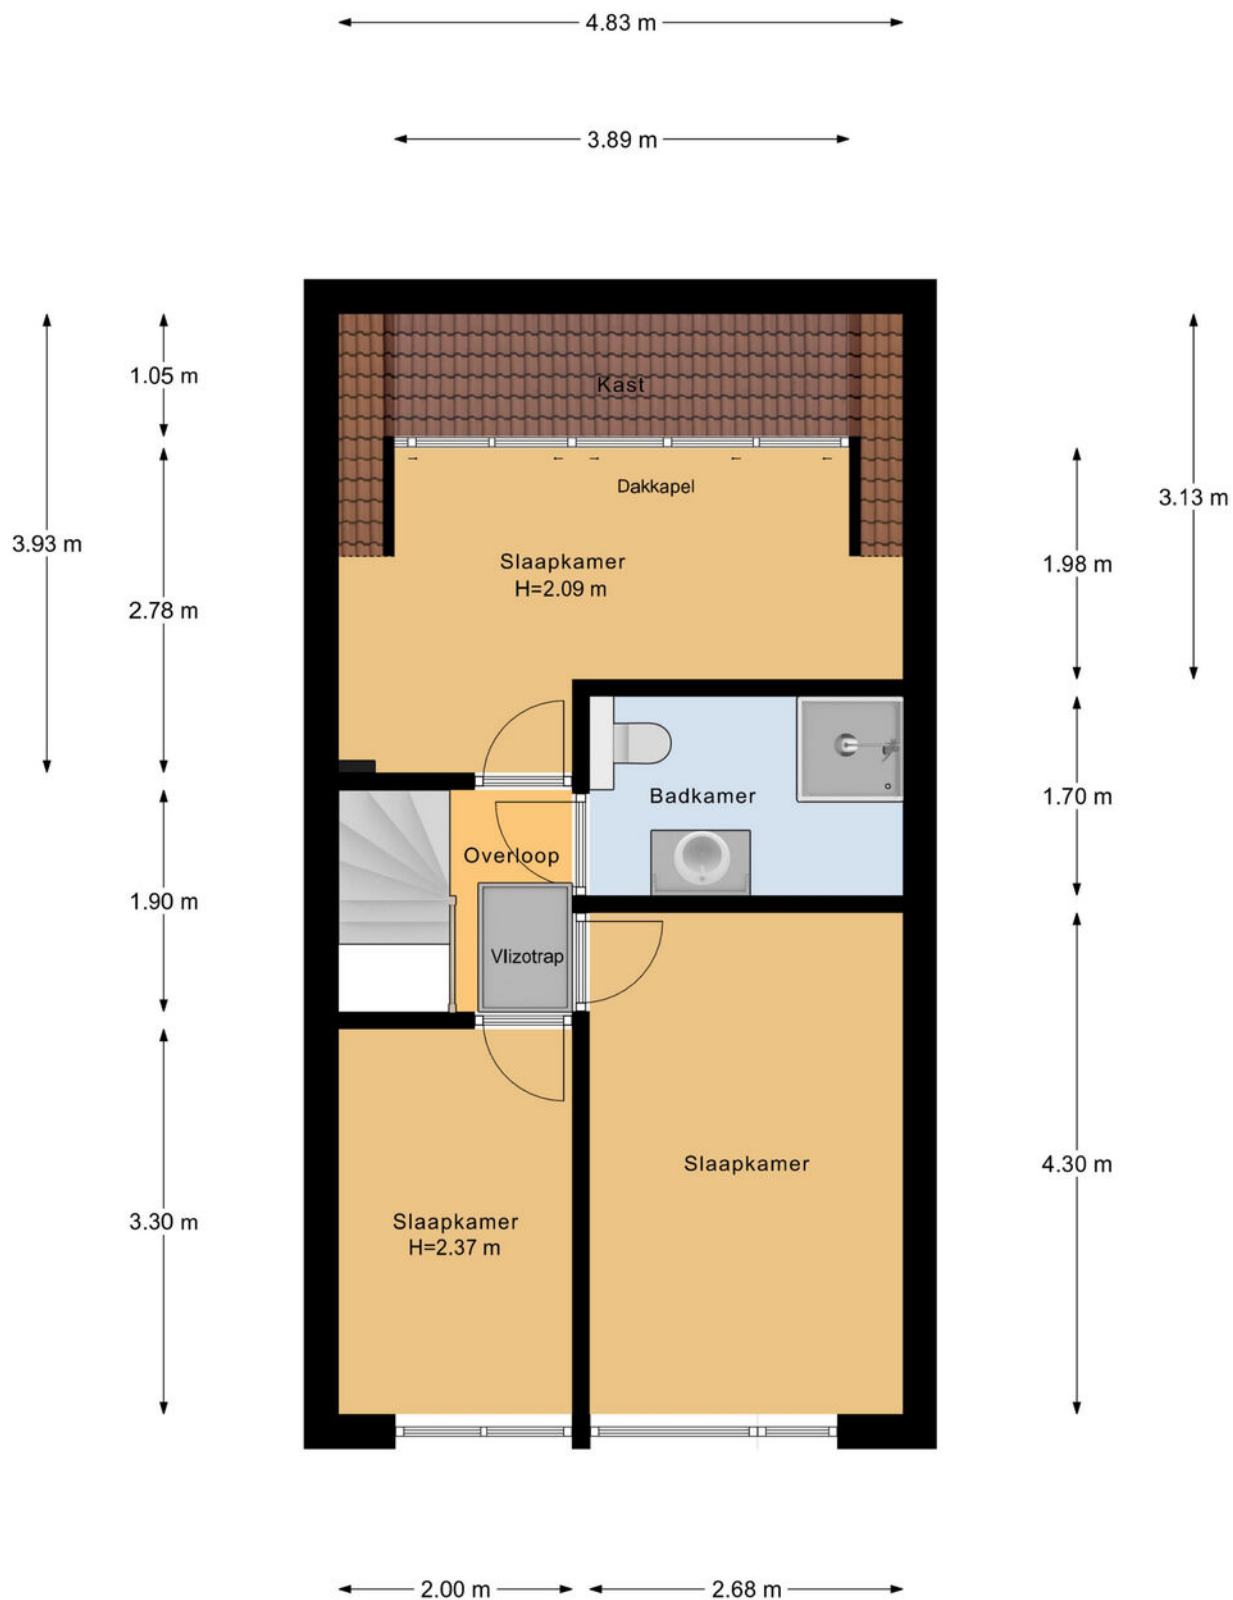 4.83 m
3.89 m
1.05 m
Kast
Dakkapel
3.13 m
3.93 m
Slaapkamer
H=2.09 m
1.98 m
2.78 m
Badkamer
1.70 m
Overloop
1.90 m
Vlizotrap
Slaapkamer
4.30 m
3.30 m
Slaapkamer
H=2.37 m
2.00 m
2.68 m